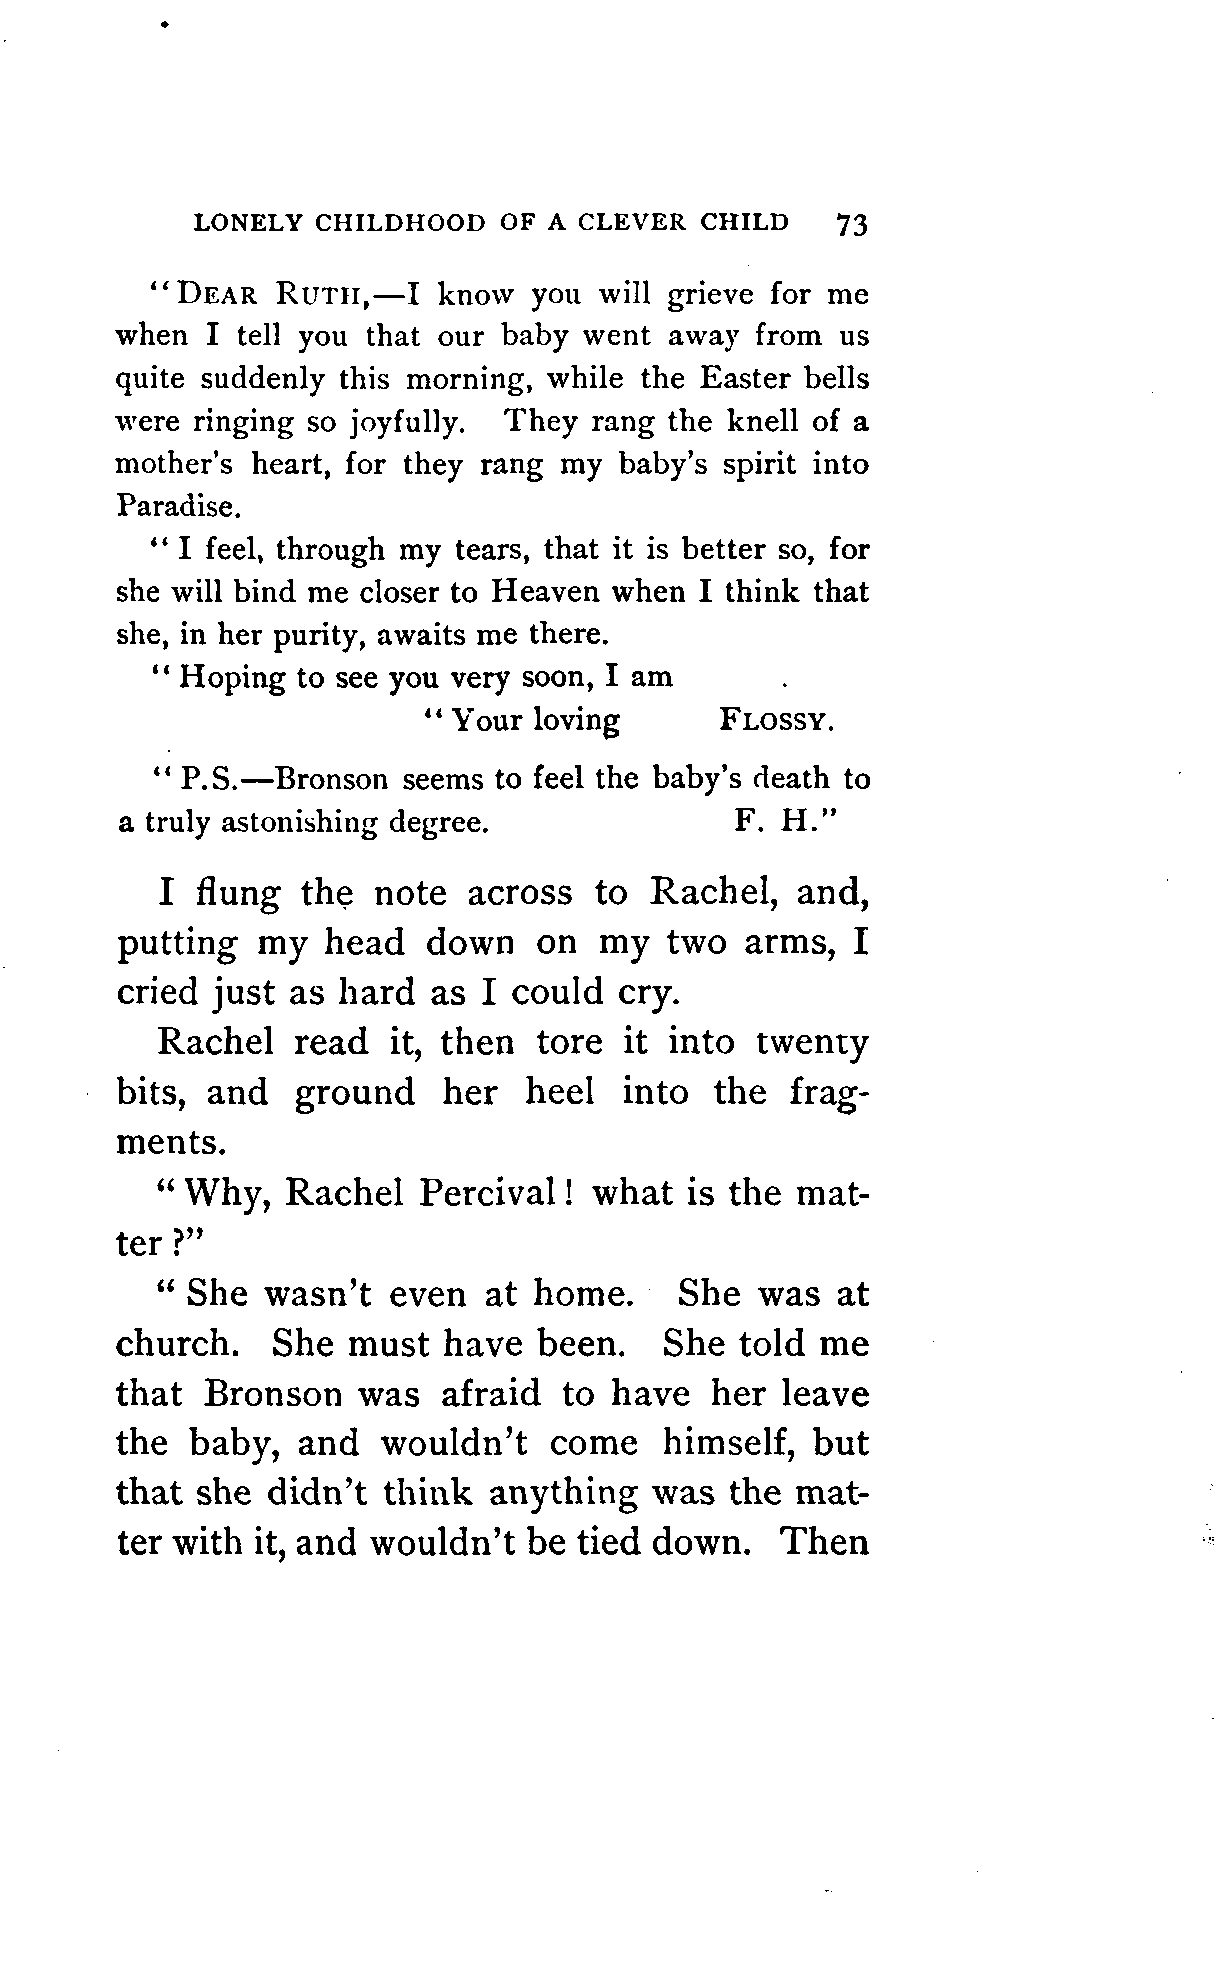 LONELY CHILDHOOD OF A CLEVER CHILD 73
"DEAR RUTH,—I know you will grieve for me
when I tell you that our baby went away from us
quite suddenly this morning, while the Easter bells
were ringing so joyfully. They rang the knell of a
mother's heart, for they rang my baby's spirit into
Paradise.
"I feel, through my tears, that it is better so, for
she will bind me closer to Heaven when I think that
she, in her purity, awaits me there.
"Hoping to see you very soon, I am
"Your loving FLOSSY.
"P.S.—Bronson seems to feel the baby's death to
a truly astonishing degree. F. H."
I flung the note across to Rachel, and,
putting my head down on my two arms, I
cried just as hard as I could cry.
Rachel read it, then tore it into twenty
bits, and ground her heel into the frag-
ments.
"Why, Rachel Percival! what is the mat-
ter?"
"She wasn't even at home. She was at
church. She must have been. She told me
that Bronson was afraid to have her leave
the baby, and wouldn't come himself, but
that she didn't think anything was the mat-
ter with it, and wouldn't be tied down. Then